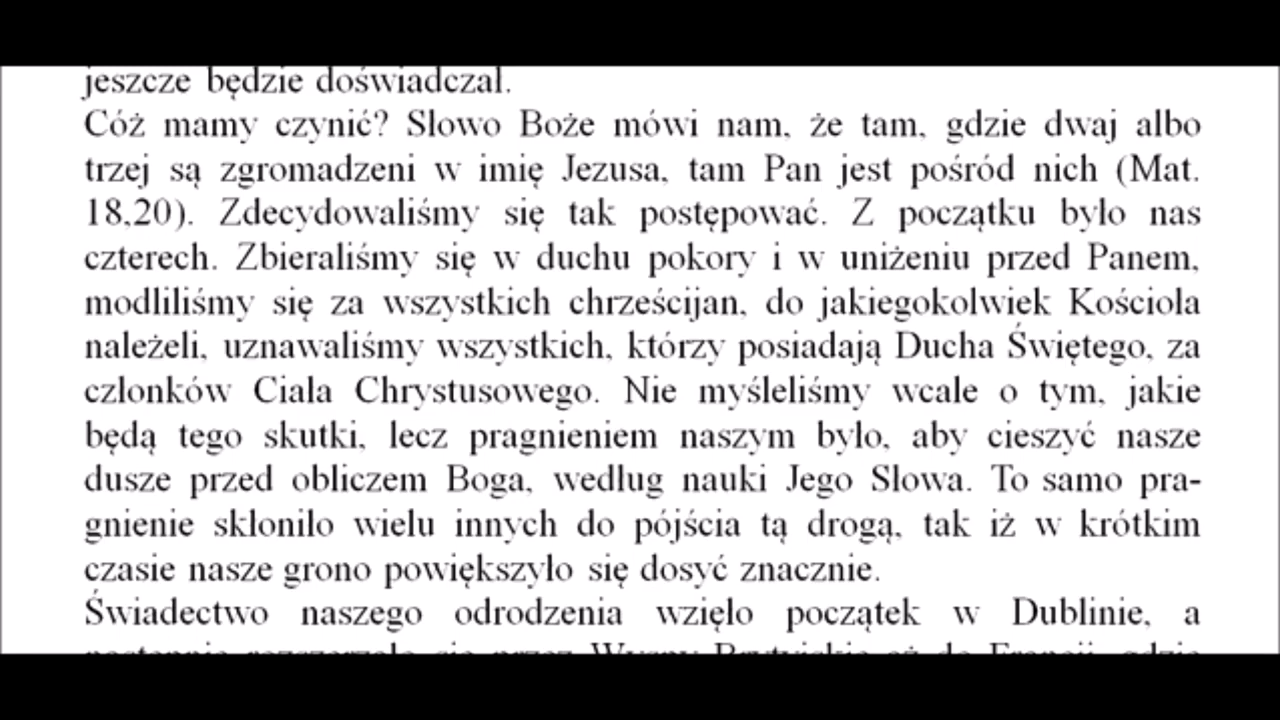 jeszcze będzie doświadczał.
Cóż mamy czynić? Słowo Boże mówi nam, że tam, gdzie dwaj albo
trzej są zgromadzeni w imię Jezusa, tam Pan jest pośród nich (Mat.
18,20). Zdecydowaliśmy się tak postępować. Z początku było nas
czterech. Zbieraliśmy się w duchu pokory i w uniżeniu przed Panem,
modliliśmy się za wszystkich chrześcijan, do jakiegokolwiek Kościoła
należeli, uznawaliśmy wszystkich, którzy posiadają Ducha Świętego, za
członków Ciała Chrystusowego. Nie myśleliśmy wcale o tym, jakie
będą tego skutki, lecz pragnieniem naszym było, aby cieszyć nasze
dusze przed obliczem Boga, według nauki Jego Słowa. To samo pra-
gnienie skłoniło wielu innych do pójścia tą drogą, tak iż w krótkim
czasie nasze grono powiększyło się dosyć znacznie.
Świadectwo naszego odrodzenia wzięło początek w Dublinie, a